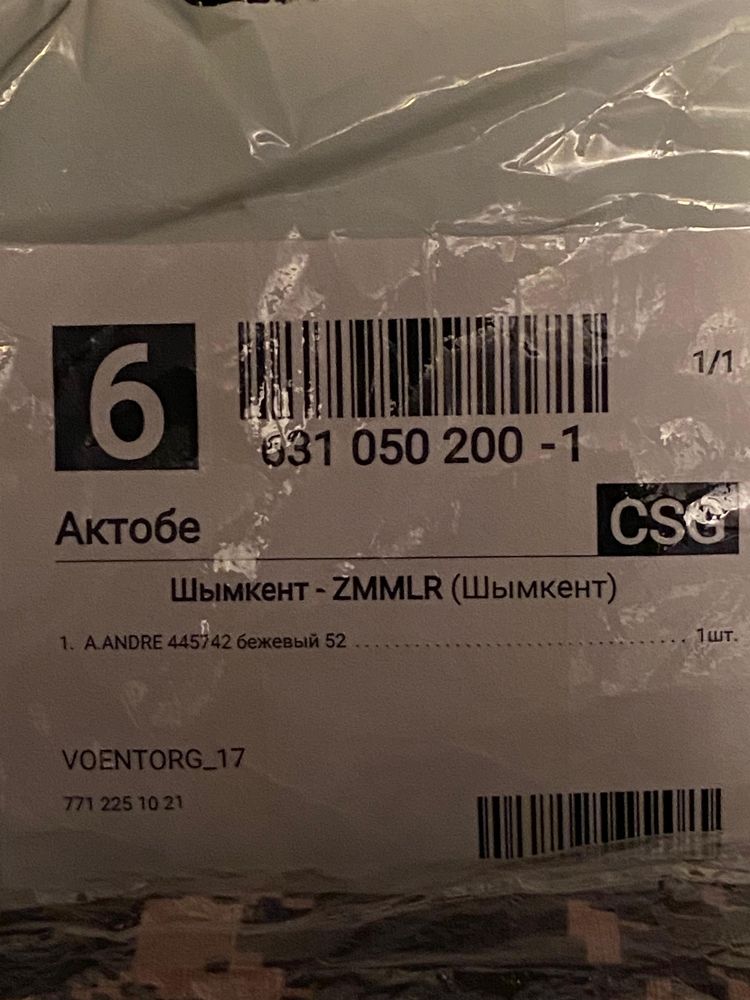 6
1/1
631 050 200 -1
Актобе
CSG
Шымкент - ZMMLR (Шымкент)
1. A.ANDRE 445742 бежевый 52 ................................ 1шт.
VOENTORG_17
771 225 10 21